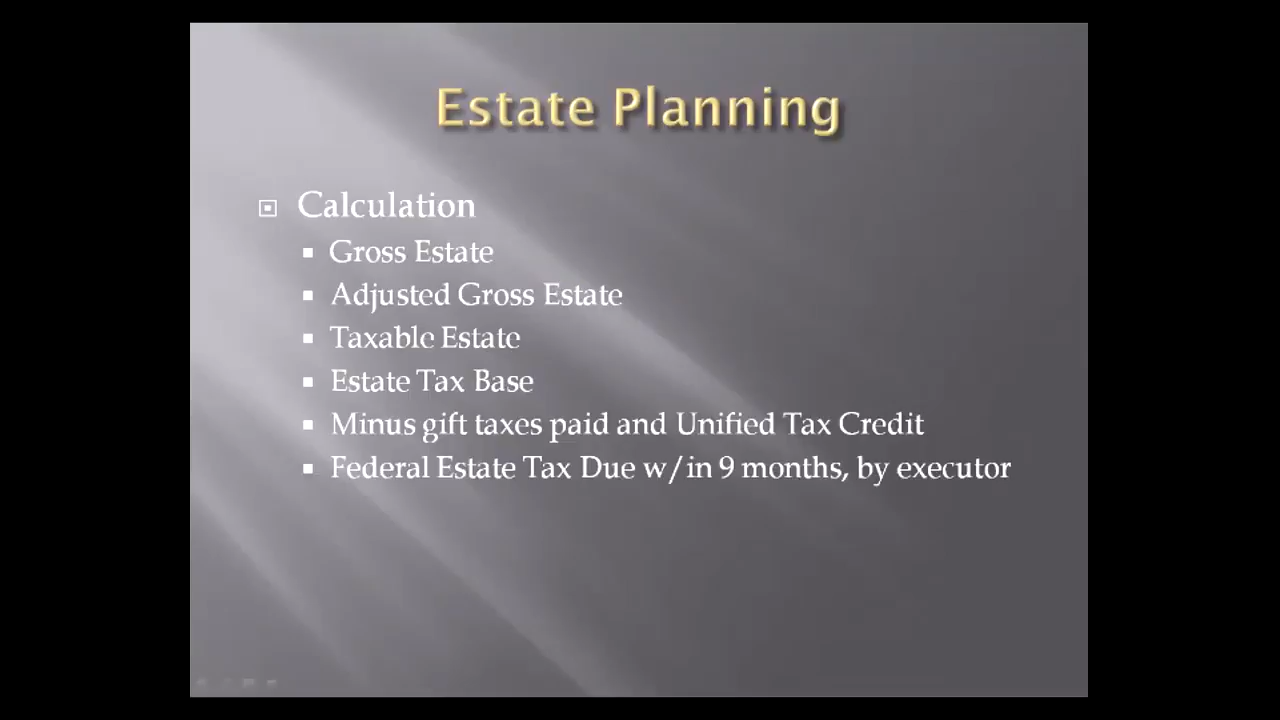 Estate Planning
Calculation
Gross Estate
Adjusted Gross Estate
Taxable Estate
Estate Tax Base
Minus gift taxes paid and Unified Tax Credit
Federal Estate Tax Due w/in 9 months, by executor